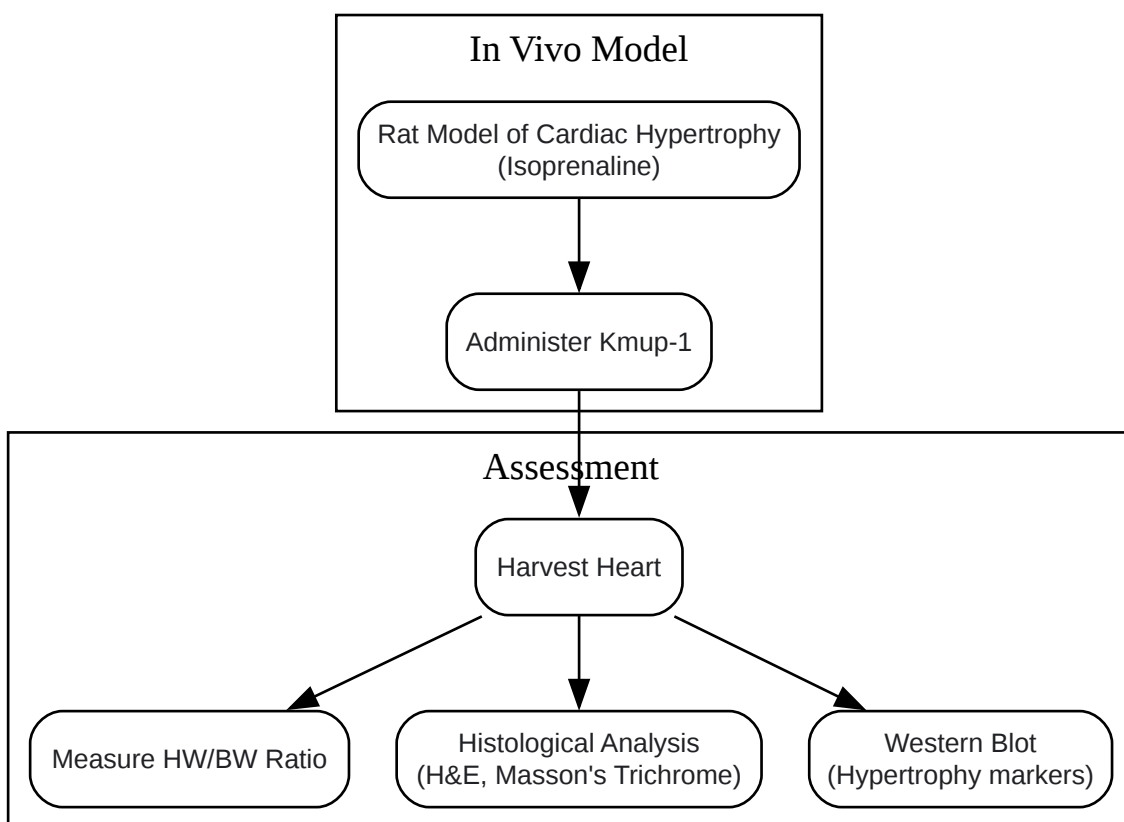 In Vivo Model
Rat Model of Cardiac Hypertrophy
(Isoprenaline)
Administer Kmup-1
Assessment
Harvest Heart
Measure HW/BW Ratio
Histological Analysis
(H&E, Masson's Trichrome)
Western Blot
(Hypertrophy markers)